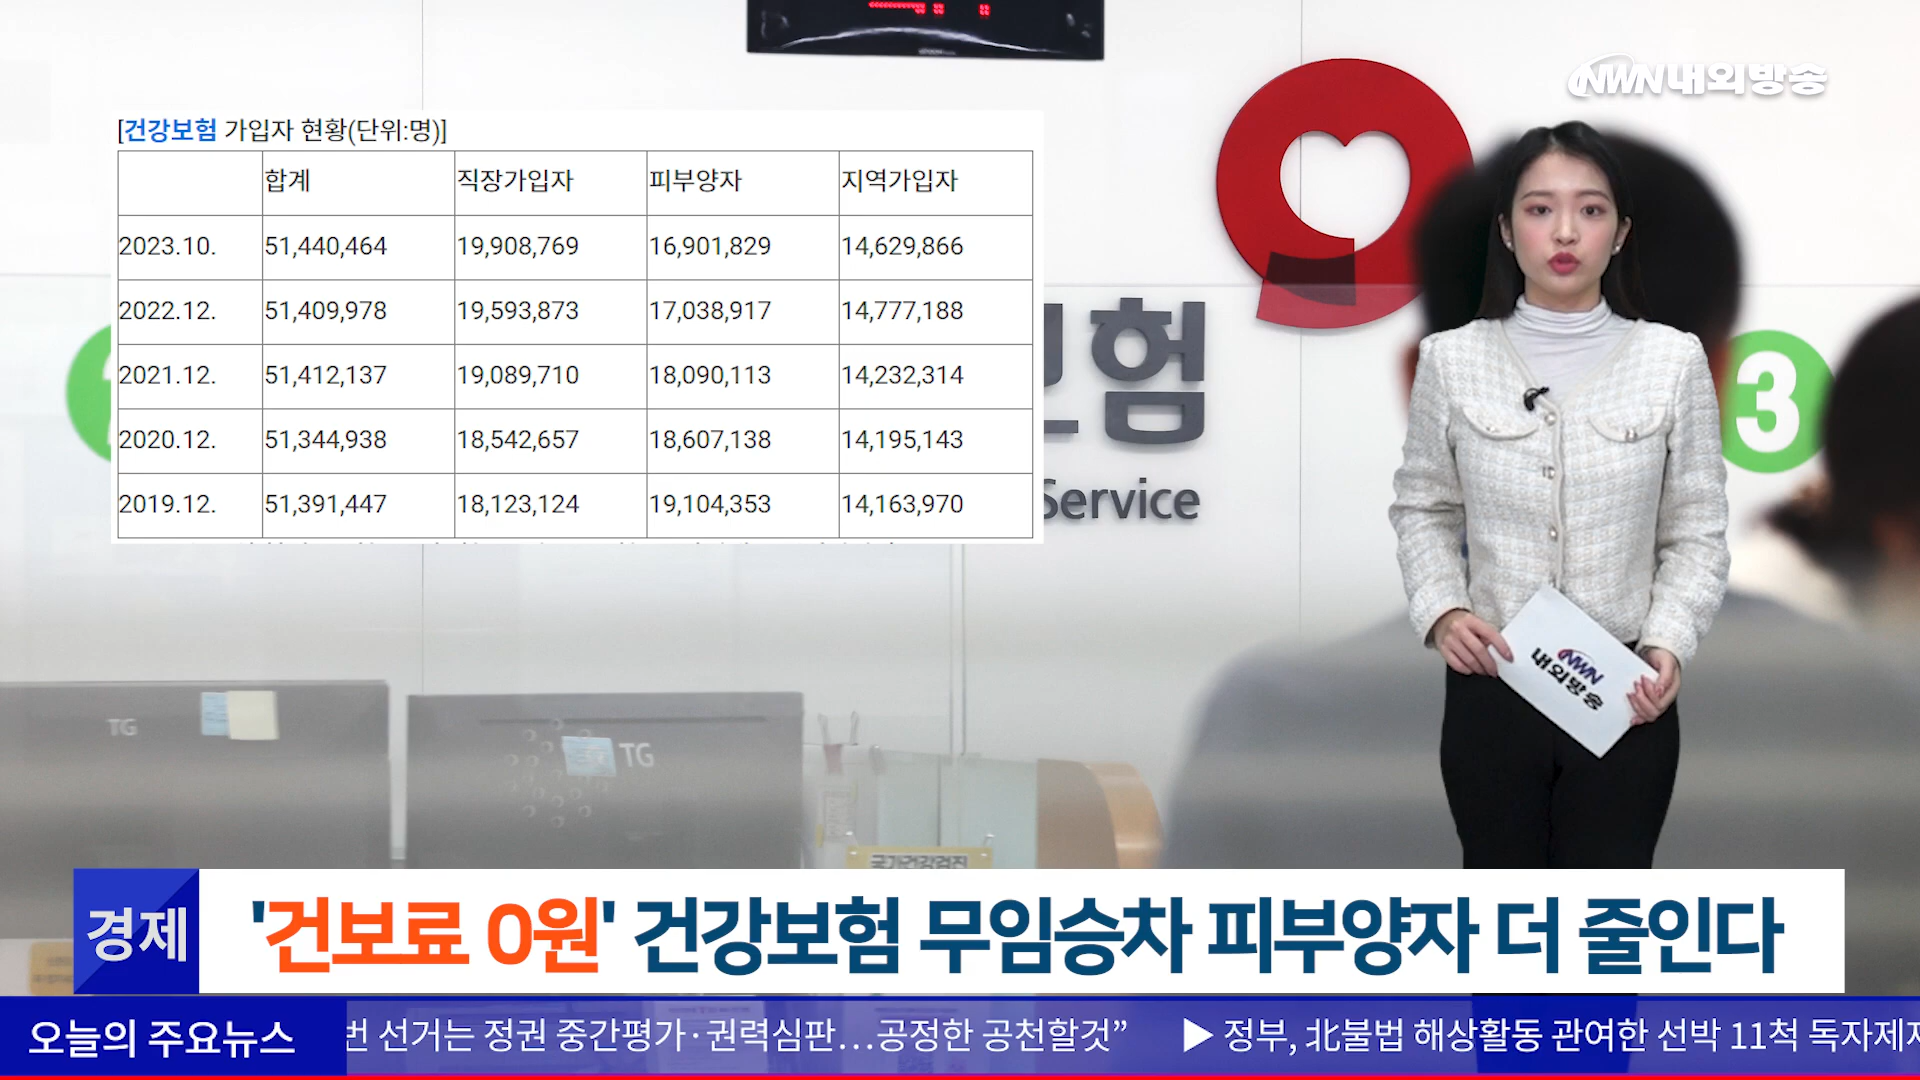 NWN내외방송
[건강보험 가입자 현황(단위:명)]
합계 직장가입자 피부양자 지역가입자
2023.10. 51,440,464 19,908,769 16,901,829 14,629,866
2022.12. 51,409,978 19,593,873 17,038,917 14,777,188
2021.12. 51,412,137 19,089,710 18,090,113 14,232,314
2020.12. 51,344,938 18,542,657 18,607,138 14,195,143
2019.12. 51,391,447 18,123,124 19,104,353 14,163,970
험
Service
3
NWN
내외방송
TG
TG
국가건강검진
경제
'건보료 0원' 건강보험 무임승차 피부양자 더 줄인다
오늘의 주요뉴스
번 선거는 정권 중간평가·권력심판…공정한 공천할것” ▶ 정부, 北불법 해상활동 관여한 선박 11척 독자제재